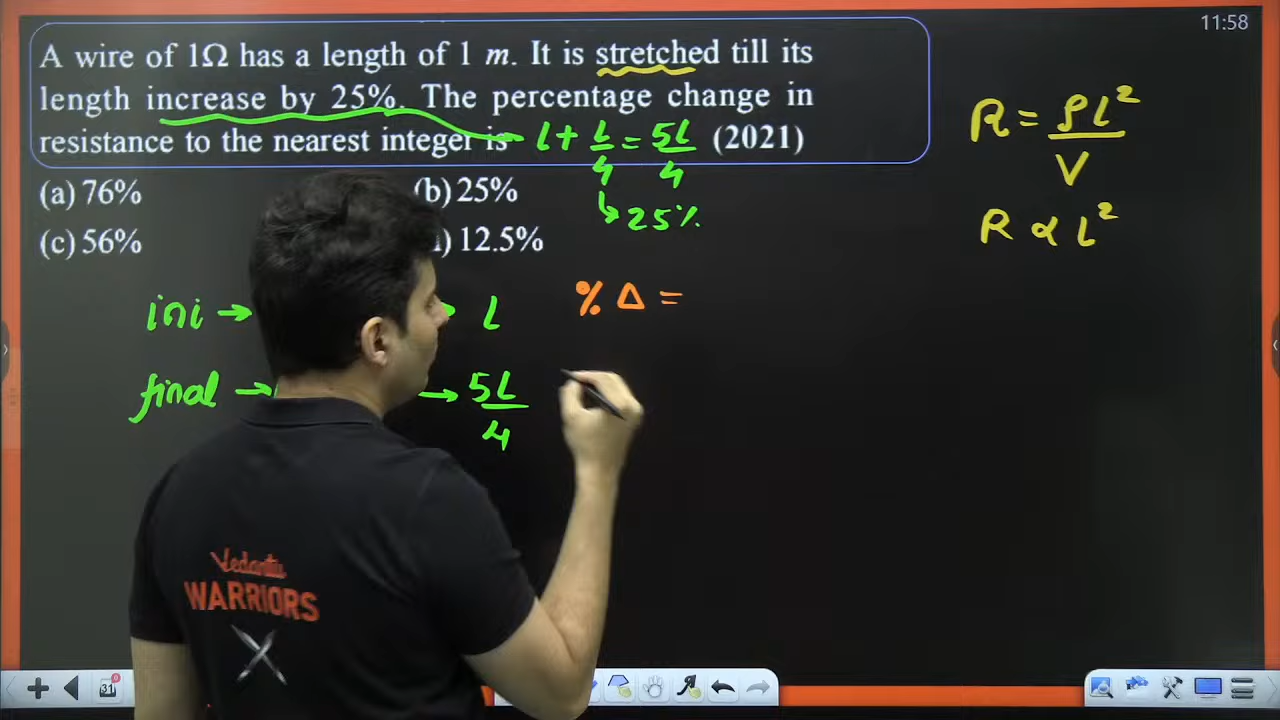 11:58
A wire of 1Ω has a length of 1 m. It is stretched till its
length increase by 25%. The percentage change in
resistance to the nearest integer is (2021)
L + L/4 = 5L/4
↳ 25%
(a) 76%
(b) 25%
(c) 56%
) 12.5%
ini → → L
final → → 5L/4
% Δ =
R = ρL²/V
R ∝ L²
Vedantu
WARRIORS
31